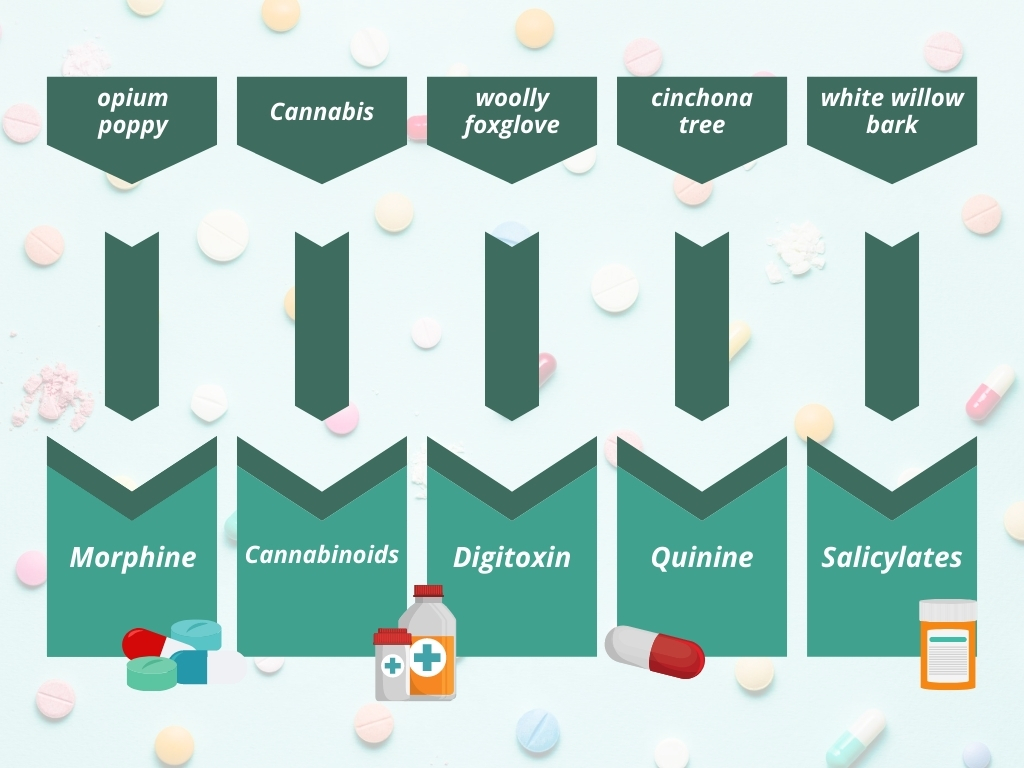 opium
poppy
Cannabis
woolly
foxglove
cinchona
tree
white willow
bark
Morphine
Cannabinoids
Digitoxin
Quinine
Salicylates